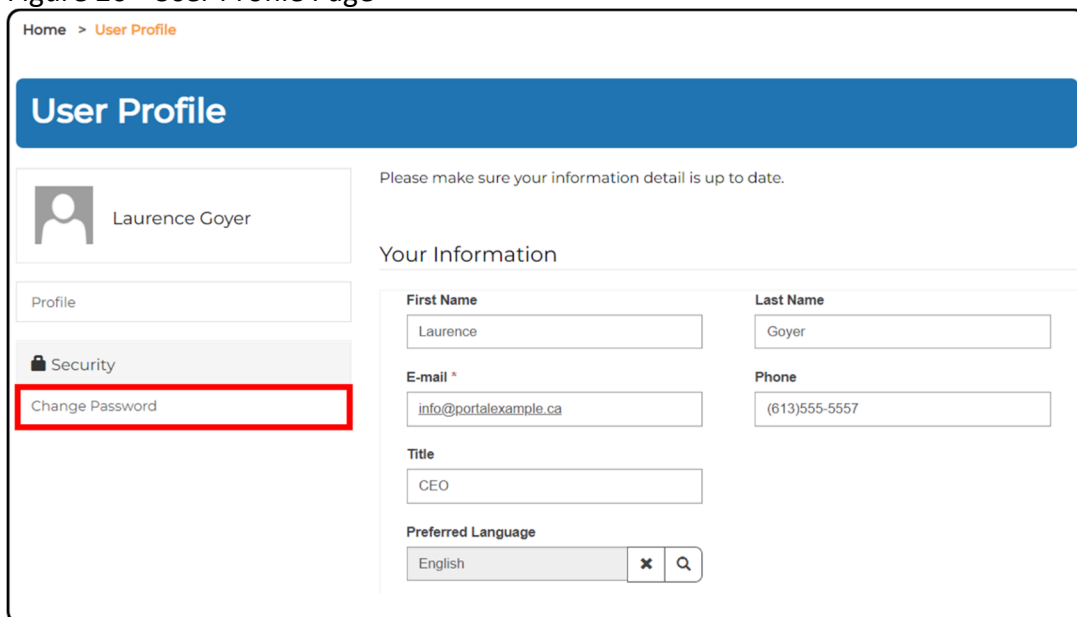 Home > User Profile
User Profile
Laurence Goyer
Profile
Security
Change Password
Please make sure your information detail is up to date.
Your Information
First Name
Last Name
Laurence
Goyer
E-mail *
Phone
info@portalexample.ca
(613)555-5557
Title
CEO
Preferred Language
English